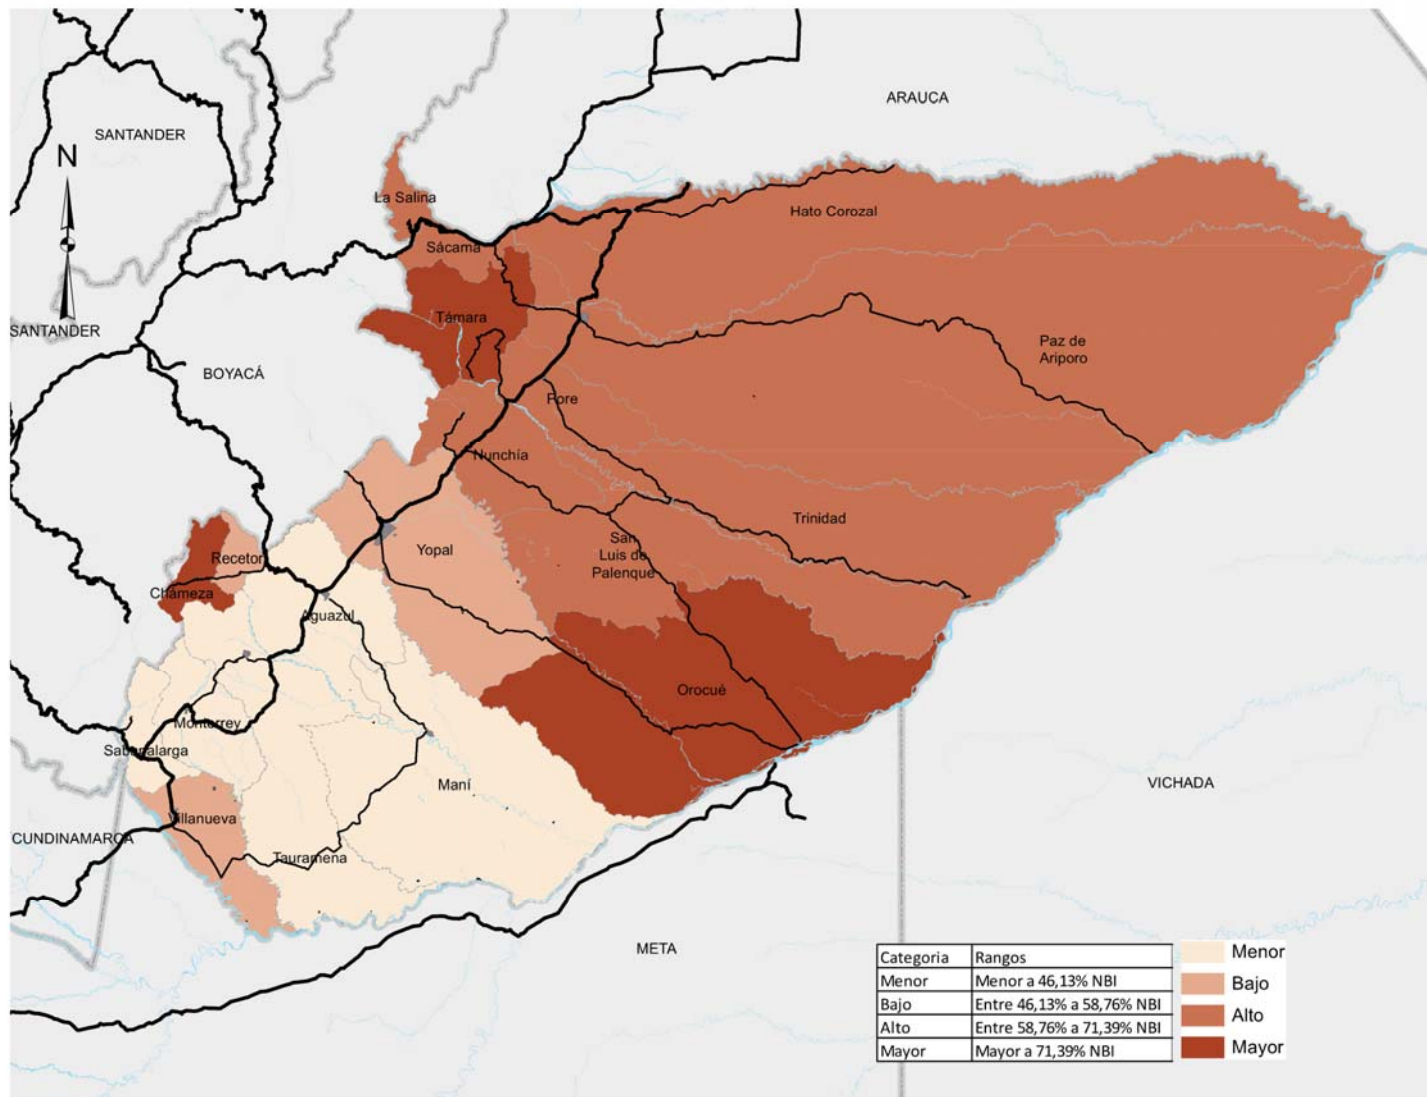 ARAUCA
SANTANDER
N
La Salina
Hato Corozal
Sácama
Támara
SANTANDER
Paz de
Ariporo
BOYACÁ
Pore
Nunchía
Trinidad
San
Luis de
Palenque
Yopal
Recetor
Chámeza
Aguazul
Orocué
Monterrey
Sabanalarga
Maní
VICHADA
Villanueva
CUNDINAMARCA
Tauramena
META
Categoria Rangos
Menor Menor a 46,13% NBI
Bajo Entre 46,13% a 58,76% NBI
Alto Entre 58,76% a 71,39% NBI
Mayor Mayor a 71,39% NBI
Menor
Bajo
Alto
Mayor